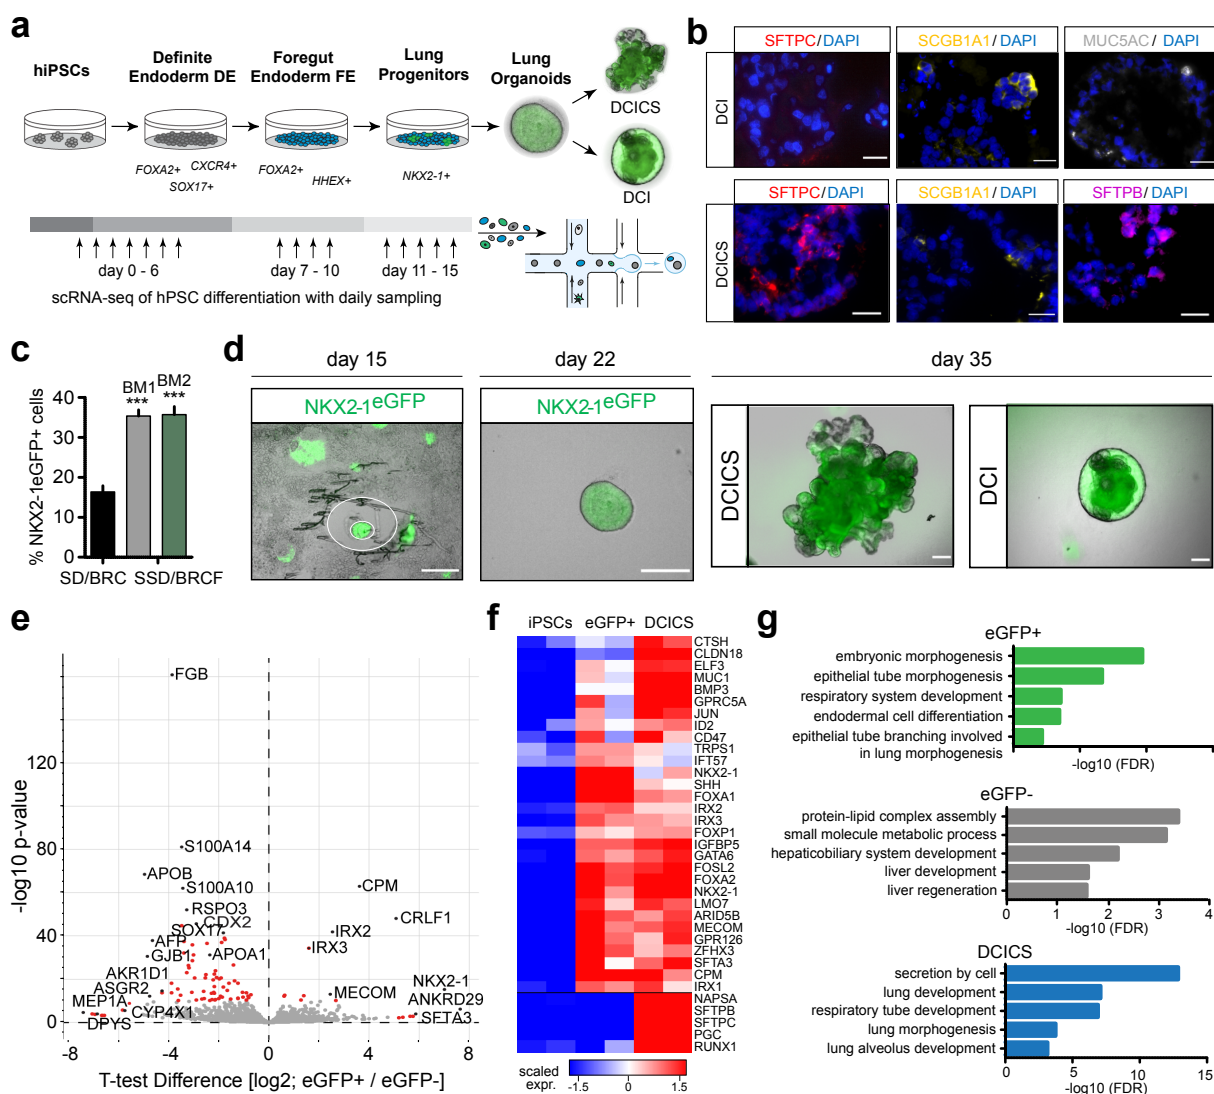 a
hiPSCs
Definite
Endoderm DE
Foregut
Endoderm FE
Lung
Progenitors
Lung
Organoids
DCICS
DCI
FOXA2+ CXCR4+
SOX17+
FOXA2+
HHEX+
NKX2-1+
day 0 - 6
day 7 - 10
day 11 - 15
scRNA-seq of hPSC differentiation with daily sampling
b
SFTPC/DAPI
SCGB1A1/DAPI
MUC5AC/ DAPI
DCI
SFTPC/DAPI
SCGB1A1/DAPI
SFTPB/DAPI
DCICS
c
% NKX2-1eGFP+ cells
40
30
20
10
0
BM1
***
BM2
***
SD/BRC
SSD/BRCF
d
day 15
day 22
day 35
NKX2-1eGFP
NKX2-1eGFP
DCICS
DCI
e
-log10 p-value
120
80
40
0
FGB
S100A14
APOB
S100A10
RSPO3
CDX2
SOX17
AFP
GJB1
APOA1
AKR1D1
ASGR2
MEP1A
CYP4X1
DPYS
CPM
CRLF1
IRX2
IRX3
NKX2-1
MECOM
ANKRD29
SFTA3
-8
-4
0
4
8
T-test Difference [log2; eGFP+ / eGFP-]
f
iPSCs eGFP+ DCICS
CTSH
CLDN18
ELF3
MUC1
BMP3
GPRC5A
JUN
ID2
CD47
TRPS1
IFT57
NKX2-1
SHH
FOXA1
IRX2
IRX3
FOXP1
IGFBP5
GATA6
FOSL2
FOXA2
NKX2-1
LMO7
ARID5B
MECOM
GPR126
ZFHX3
SFTA3
CPM
IRX1
NAPSA
SFTPB
SFTPC
PGC
RUNX1
scaled
expr.
-1.5
0
1.5
g
eGFP+
embryonic morphogenesis
epithelial tube morphogenesis
respiratory system development
endodermal cell differentiation
epithelial tube branching involved
in lung morphogenesis
-log10 (FDR)
eGFP-
protein-lipid complex assembly
small molecule metabolic process
hepaticobiliary system development
liver development
liver regeneration
0
1
2
3
4
-log10 (FDR)
DCICS
secretion by cell
lung development
respiratory tube development
lung morphogenesis
lung alveolus development
0
5
10
15
-log10 (FDR)